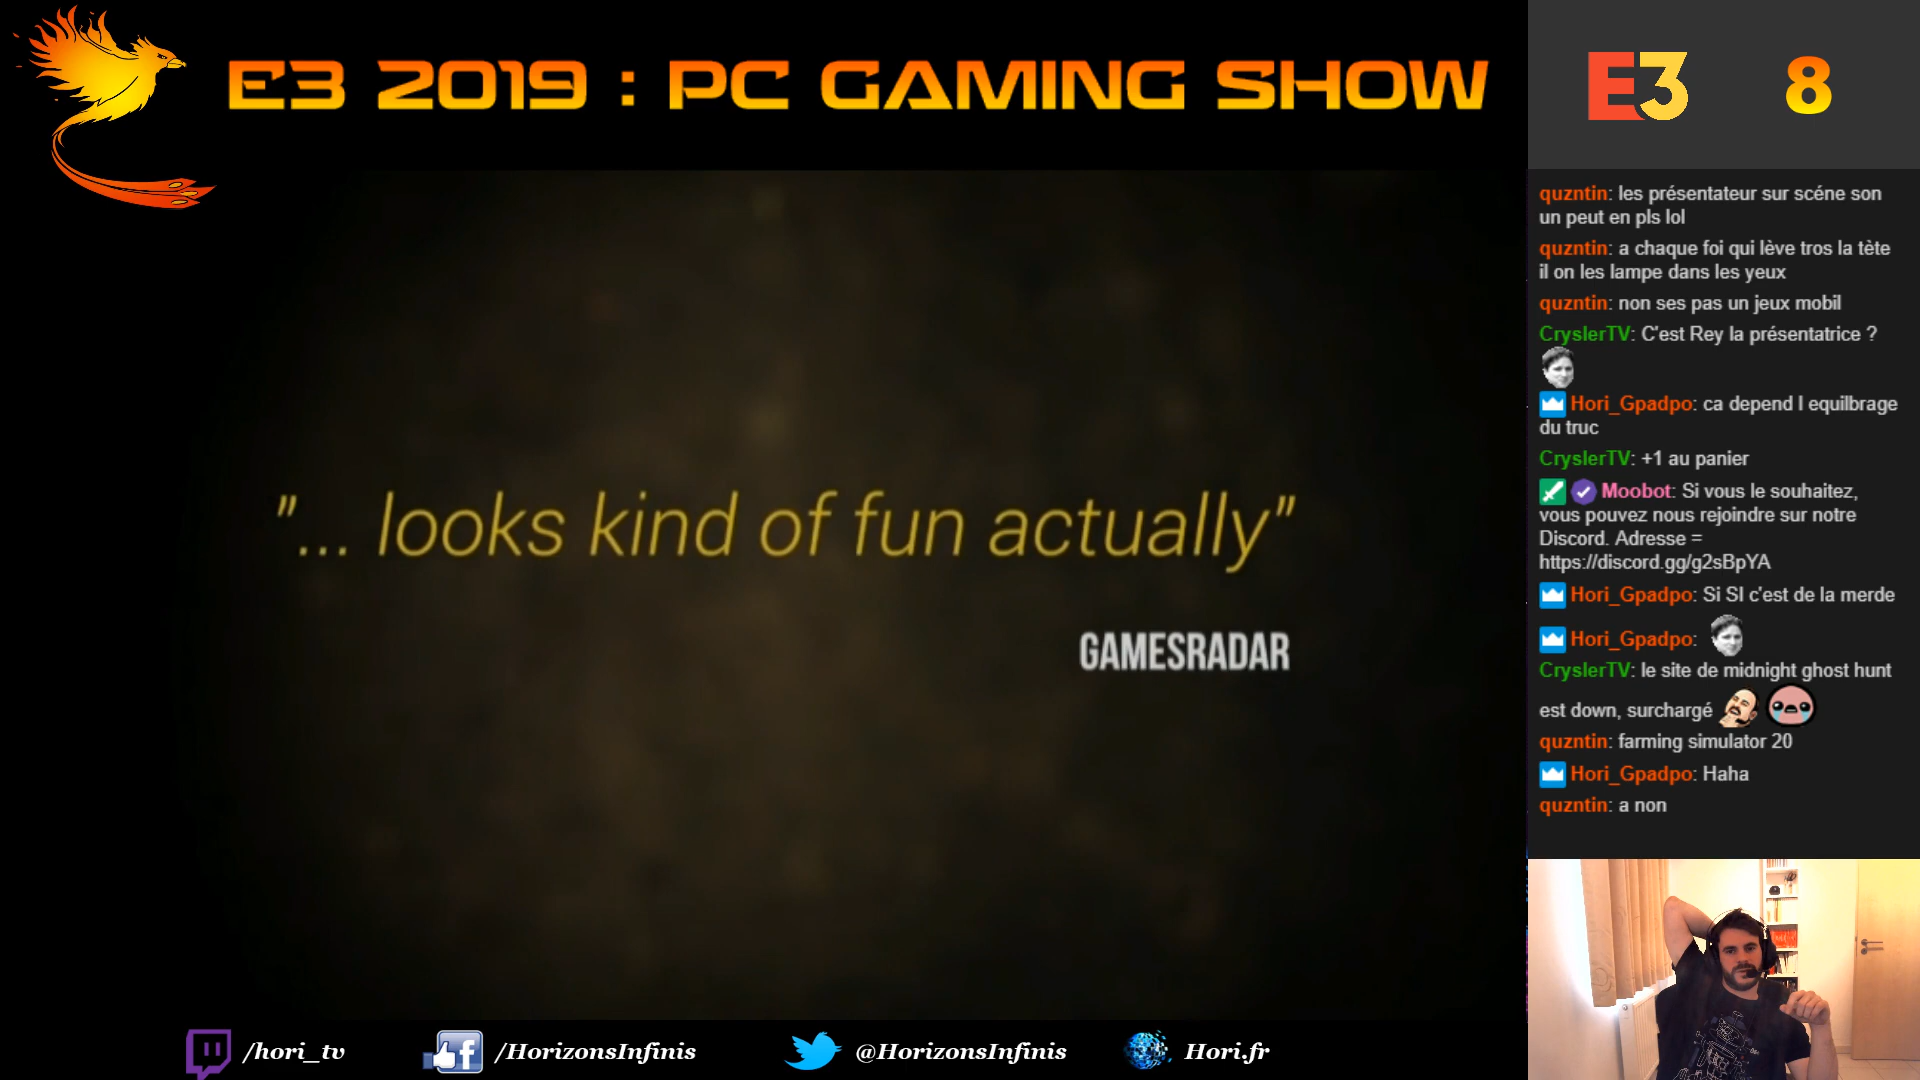 E3 2019 : PC GAMING SHOW
E3
8
"... looks kind of fun actually"
GAMESRADAR
quzntin: les présentateur sur scéne son
un peut en pls lol
quzntin: a chaque foi qui lève tros la tète
il on les lampe dans les yeux
quzntin: non ses pas un jeux mobil
CryslerTV: C'est Rey la présentatrice ?
Hori_Gpadpo: ca depend l equilbrage
du truc
CryslerTV: +1 au panier
Moobot: Si vous le souhaitez,
vous pouvez nous rejoindre sur notre
Discord. Adresse =
https://discord.gg/g2sBpYA
Hori_Gpadpo: Si SI c'est de la merde
Hori_Gpadpo:
CryslerTV: le site de midnight ghost hunt
est down, surchargé
quzntin: farming simulator 20
Hori_Gpadpo: Haha
quzntin: a non
/hori_tv
/HorizonsInfinis
@HorizonsInfinis
Hori.fr